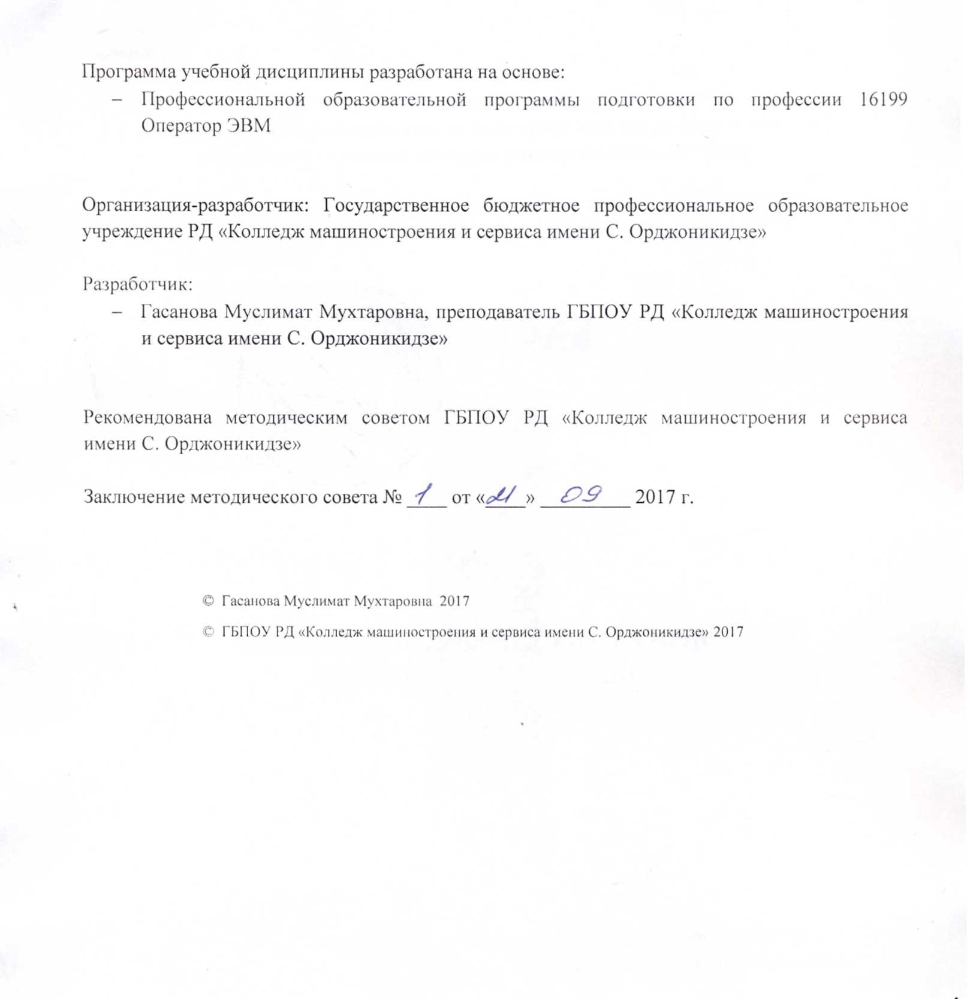 Программа учебной дисциплины разработана на основе:
– Профессиональной образовательной программы подготовки по профессии 16199
Оператор ЭВМ
Организация-разработчик: Государственное бюджетное профессиональное образовательное
учреждение РД «Колледж машиностроения и сервиса имени С. Орджоникидзе»
Разработчик:
– Гасанова Муслимат Мухтаровна, преподаватель ГБПОУ РД «Колледж машиностроения
и сервиса имени С. Орджоникидзе»
Рекомендована методическим советом ГБПОУ РД «Колледж машиностроения и сервиса
имени С. Орджоникидзе»
Заключение методического совета № 1 от «21» 09 2017 г.
© Гасанова Муслимат Мухтаровна 2017
© ГБПОУ РД «Колледж машиностроения и сервиса имени С. Орджоникидзе» 2017